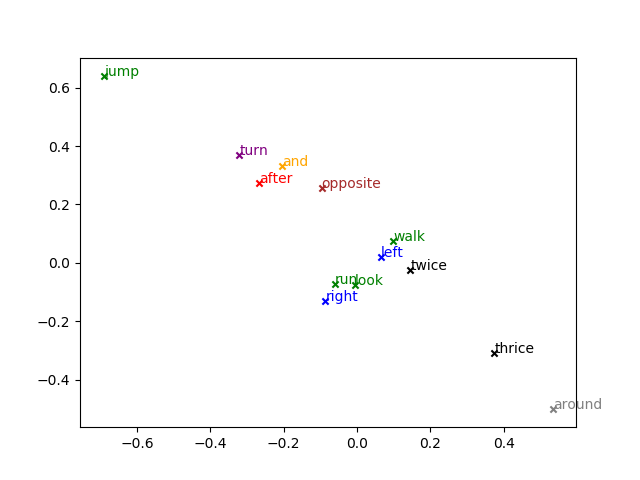 0.6
0.4
0.2
0.0
−0.2
−0.4
−0.6
−0.4
−0.2
0.0
0.2
0.4
jump
turn
and
after
opposite
walk
left
twice
run
look
right
thrice
around